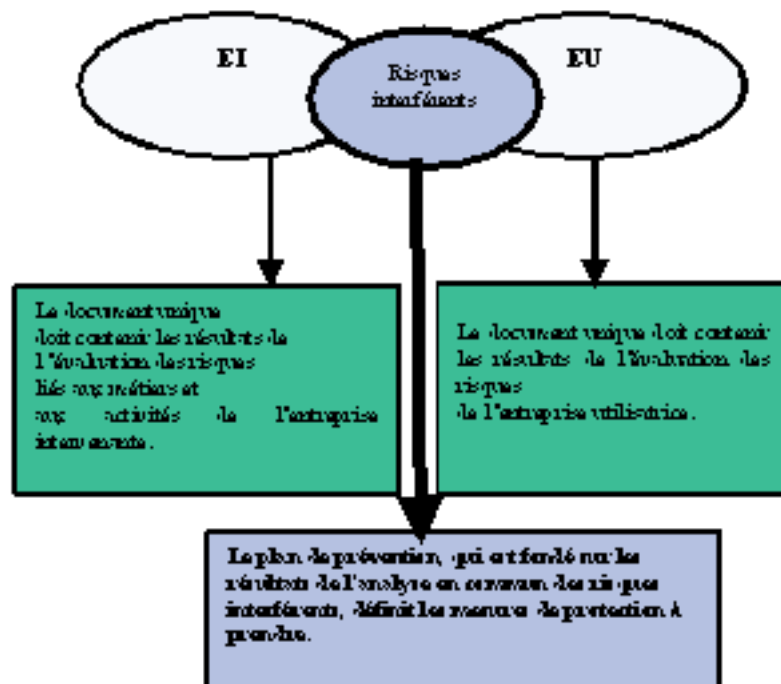 EI
Risques
interférents
EU
Le document unique
doit contenir les résultats de
l'évaluation des risques
liés aux métiers et
aux activités de l'entreprise
intervenante.
Le document unique doit contenir
les résultats de l'évaluation des
risques
de l'entreprise utilisatrice.
Le plan de prévention, qui est fondé sur les
résultats de l'analyse en commun des risques
interférents, définit les mesures de protection à
prendre.